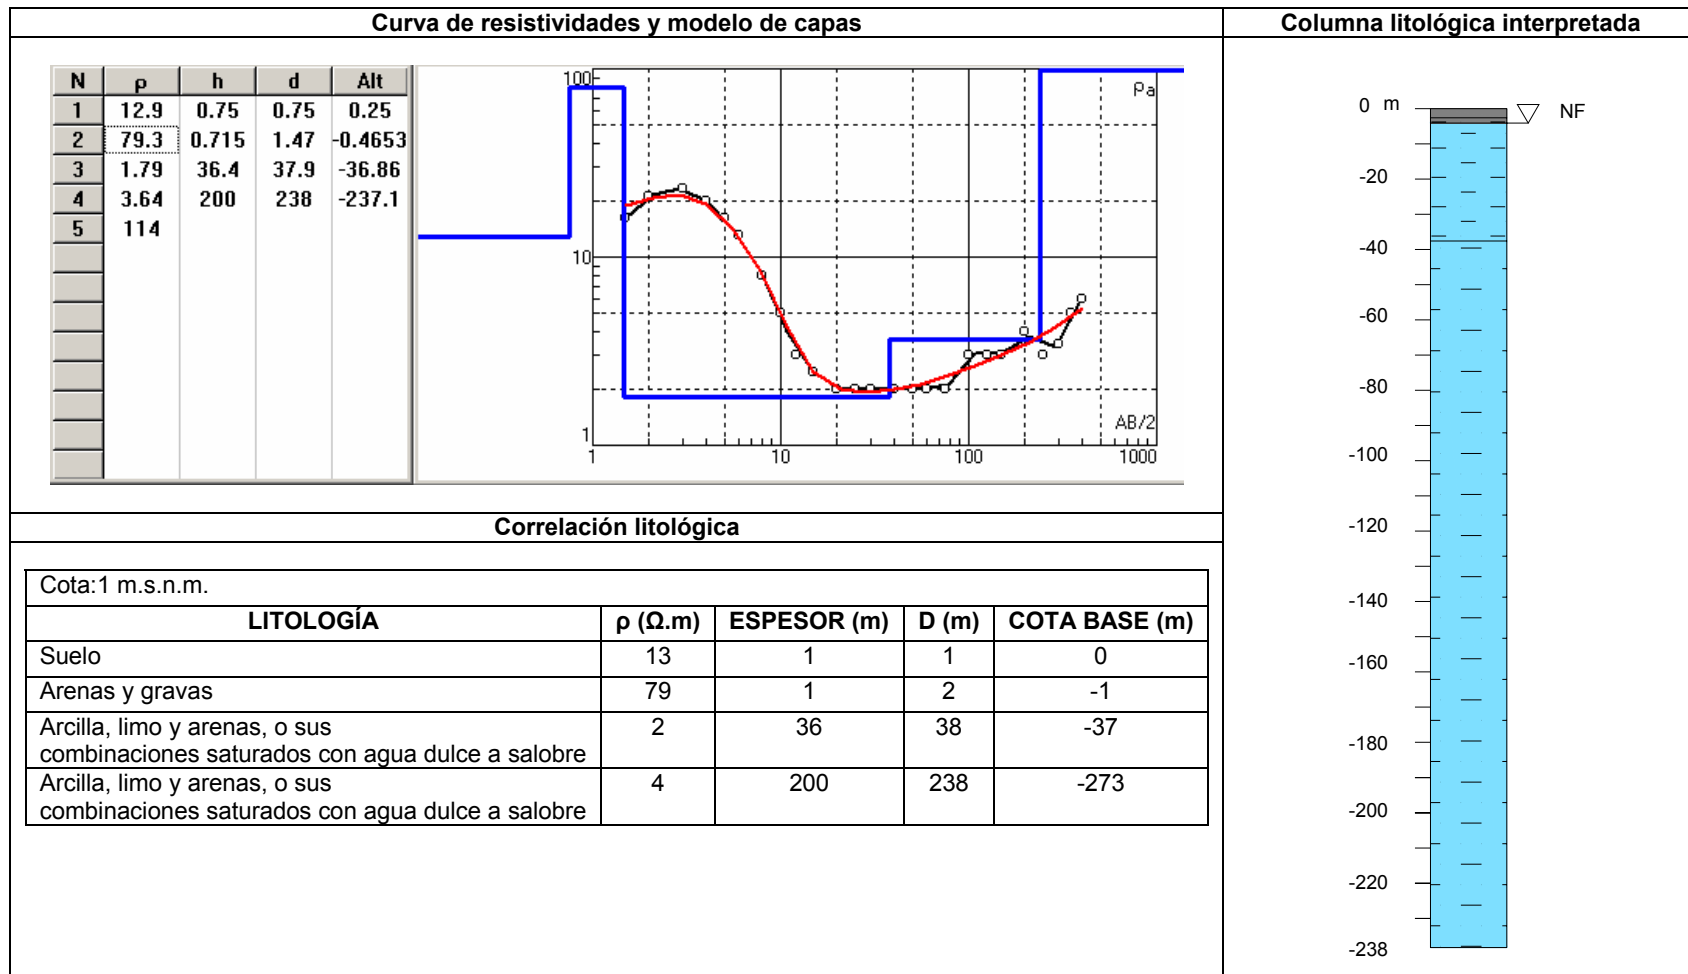 Curva de resistividades y modelo de capas
N ρ h d Alt
1 12.9 0.75 0.75 0.25
2 79.3 0.715 1.47 -0.4653
3 1.79 36.4 37.9 -36.86
4 3.64 200 238 -237.1
5 114
100
10
1
ρa
AB/2
1 10 100 1000
Correlación litológica
Cota:1 m.s.n.m.
LITOLOGÍA ρ (Ω.m) ESPESOR (m) D (m) COTA BASE (m)
Suelo 13 1 1 0
Arenas y gravas 79 1 2 -1
Arcilla, limo y arenas, o sus 2 36 38 -37
combinaciones saturados con agua dulce a salobre
Arcilla, limo y arenas, o sus 4 200 238 -273
combinaciones saturados con agua dulce a salobre
Columna litológica interpretada
0 m
NF
-20
-40
-60
-80
-100
-120
-140
-160
-180
-200
-220
-238